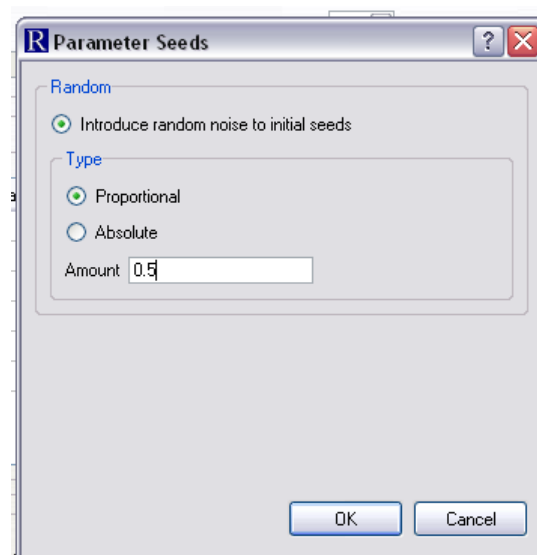 R Parameter Seeds
Random
Introduce random noise to initial seeds
Type
Proportional
Absolute
Amount 0.5
OK Cancel